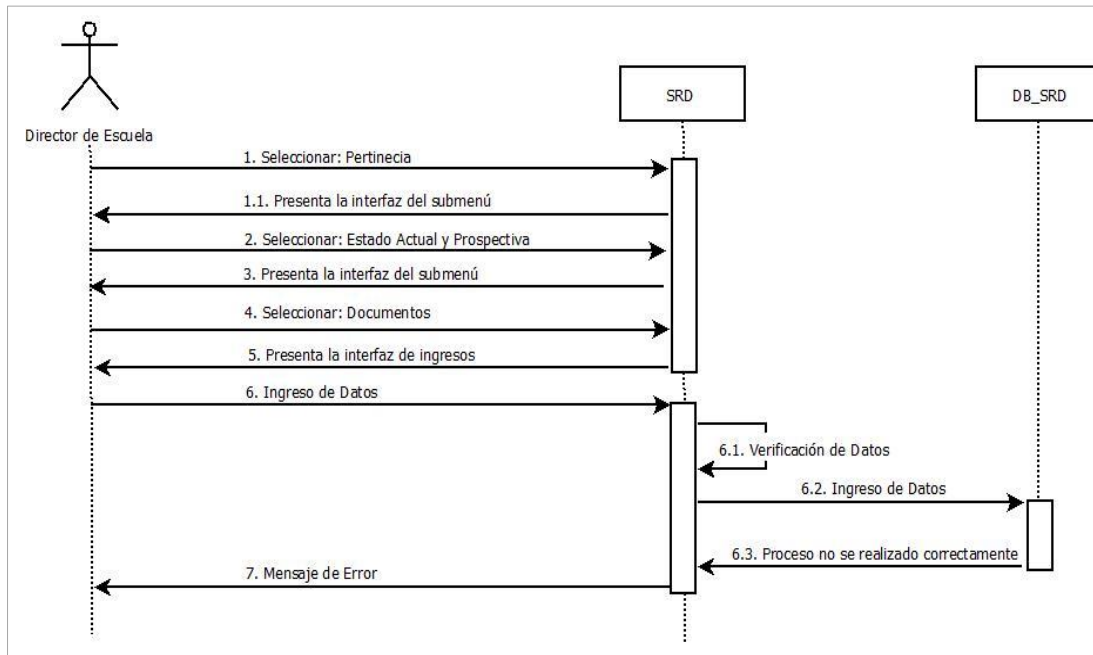 SRD
DB_SRD
Director de Escuela
1. Seleccionar: Pertinecia
1.1. Presenta la interfaz del submenú
2. Seleccionar: Estado Actual y Prospectiva
3. Presenta la interfaz del submenú
4. Seleccionar: Documentos
5. Presenta la interfaz de ingresos
6. Ingreso de Datos
6.1. Verificación de Datos
6.2. Ingreso de Datos
6.3. Proceso no se realizado correctamente
7. Mensaje de Error